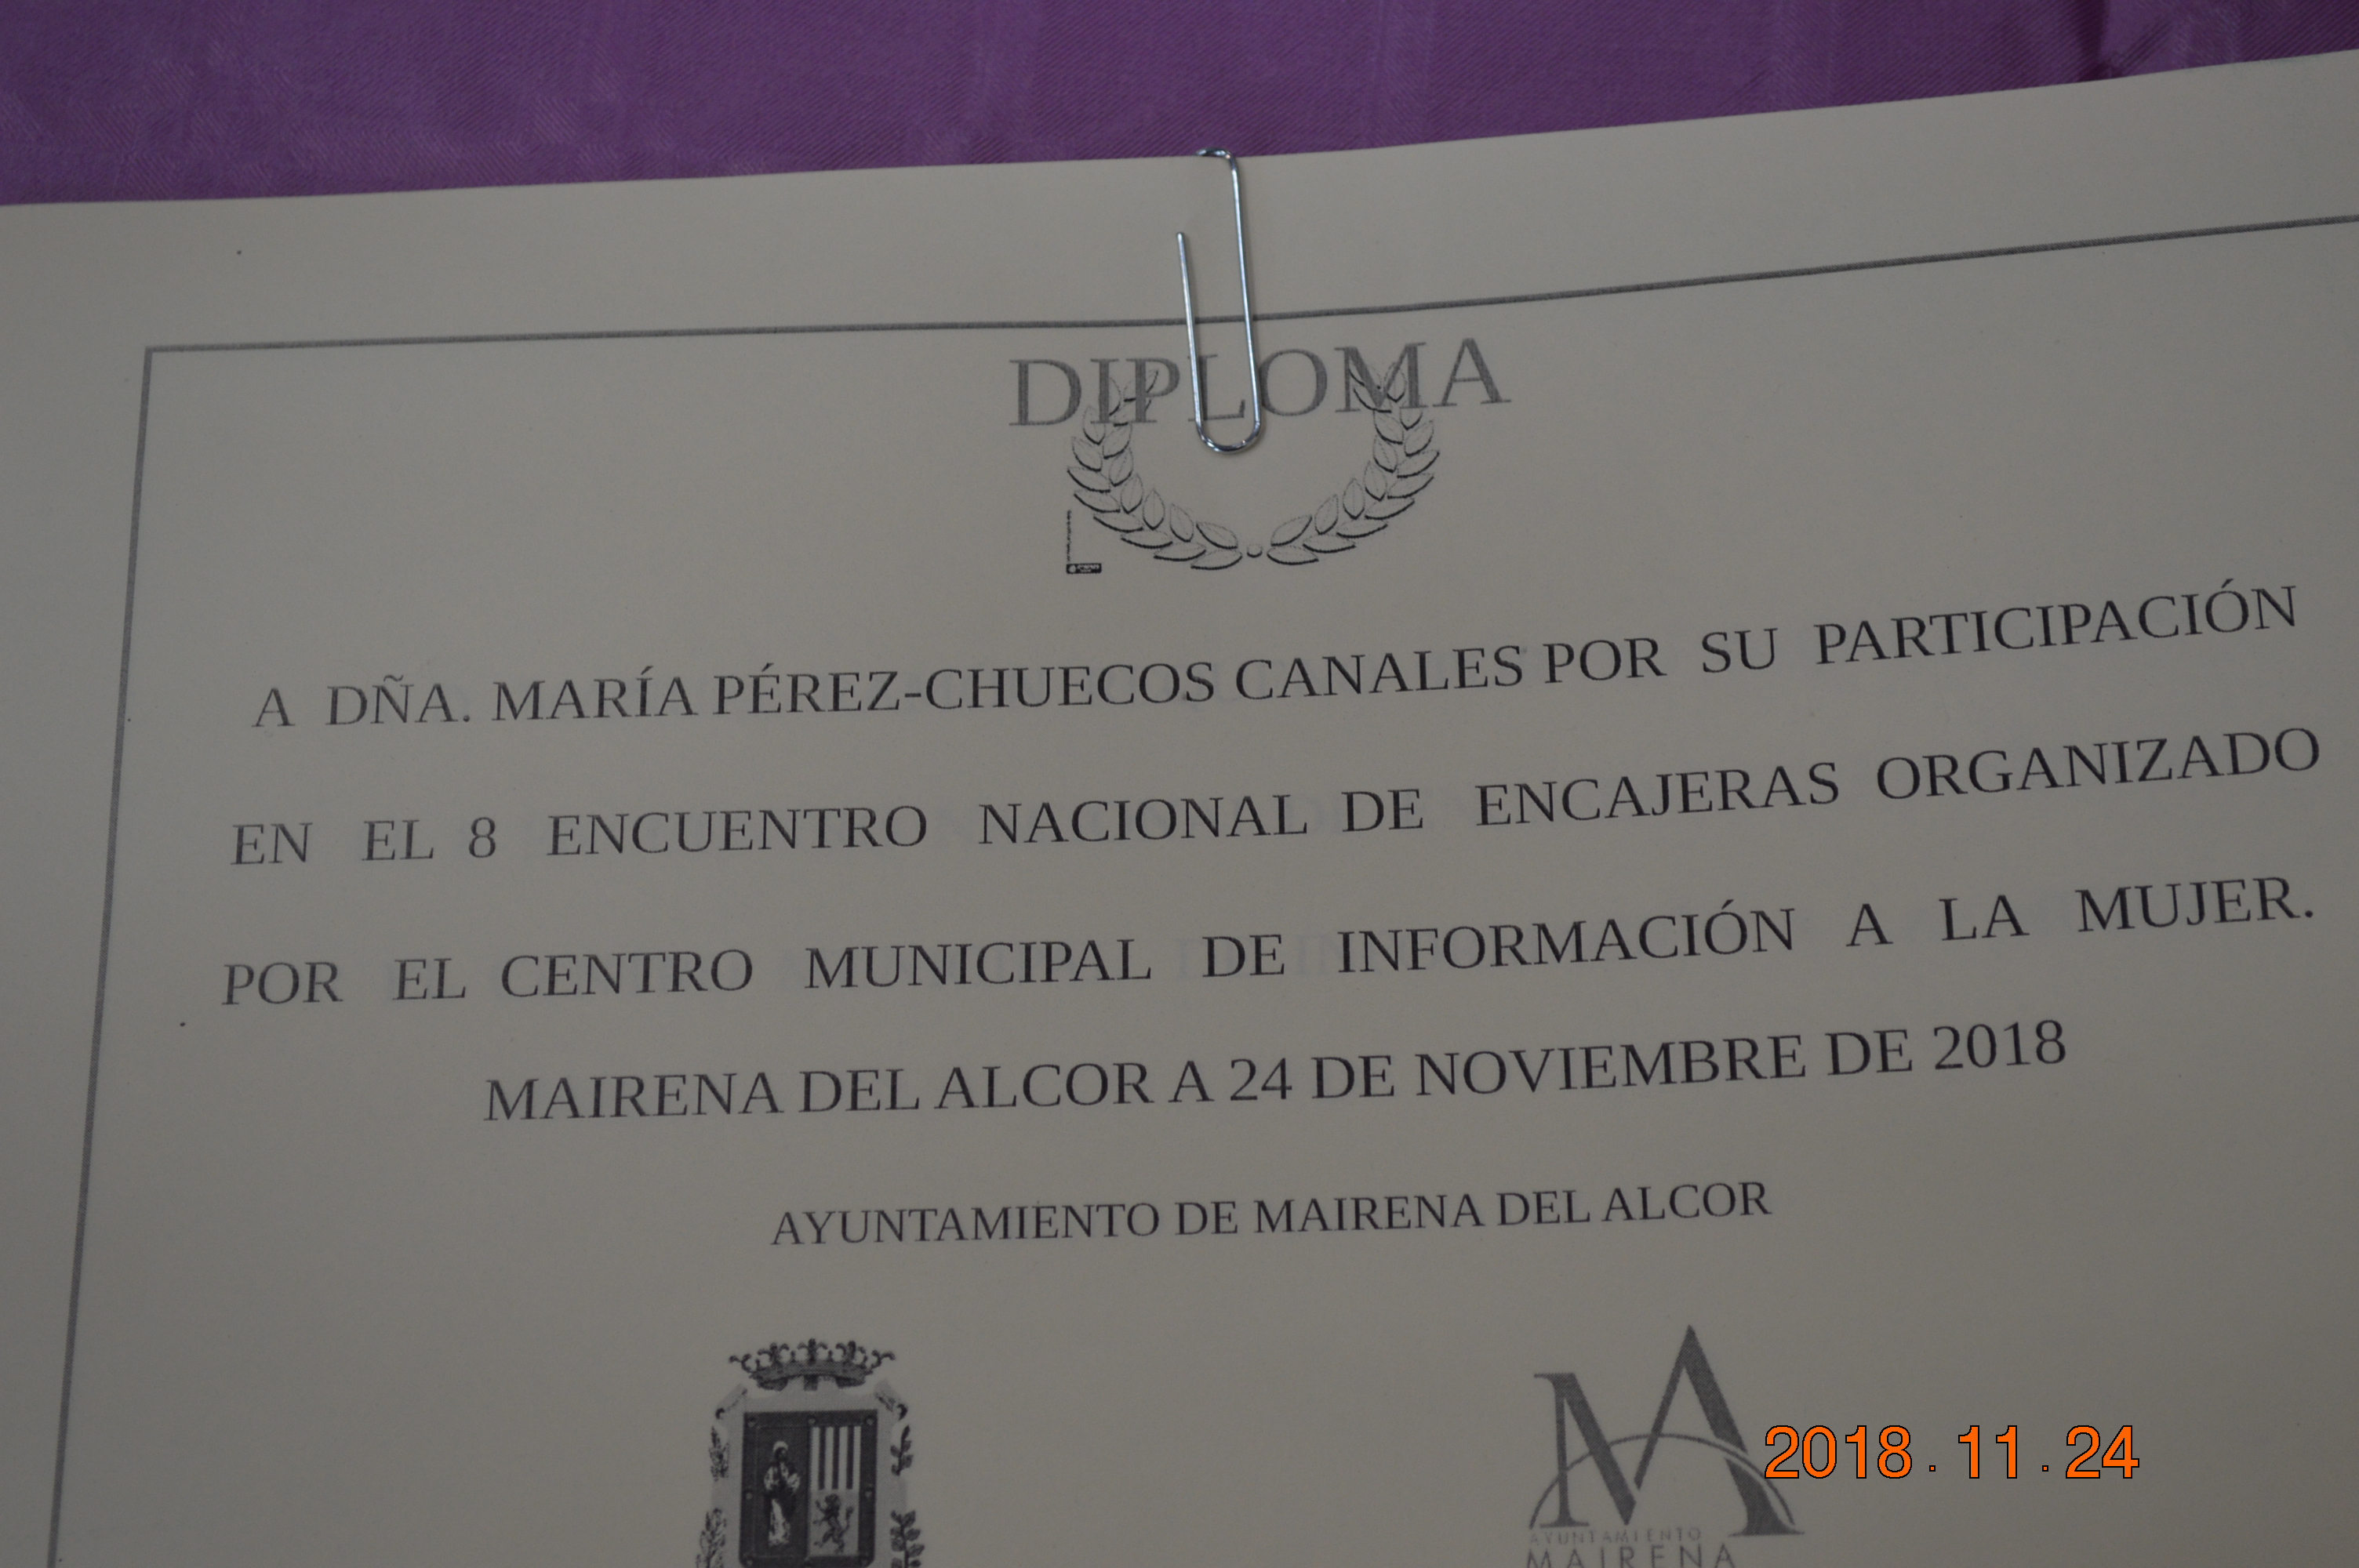 DIPLOMA
A DÑA. MARÍA PÉREZ-CHUECOS CANALES POR SU PARTICIPACIÓN
EN EL 8 ENCUENTRO NACIONAL DE ENCAJERAS ORGANIZADO
POR EL CENTRO MUNICIPAL DE INFORMACIÓN A LA MUJER.
MAIRENA DEL ALCOR A 24 DE NOVIEMBRE DE 2018
AYUNTAMIENTO DE MAIRENA DEL ALCOR
2018.11.24
AYUNTAMIENTO
MAIRENA